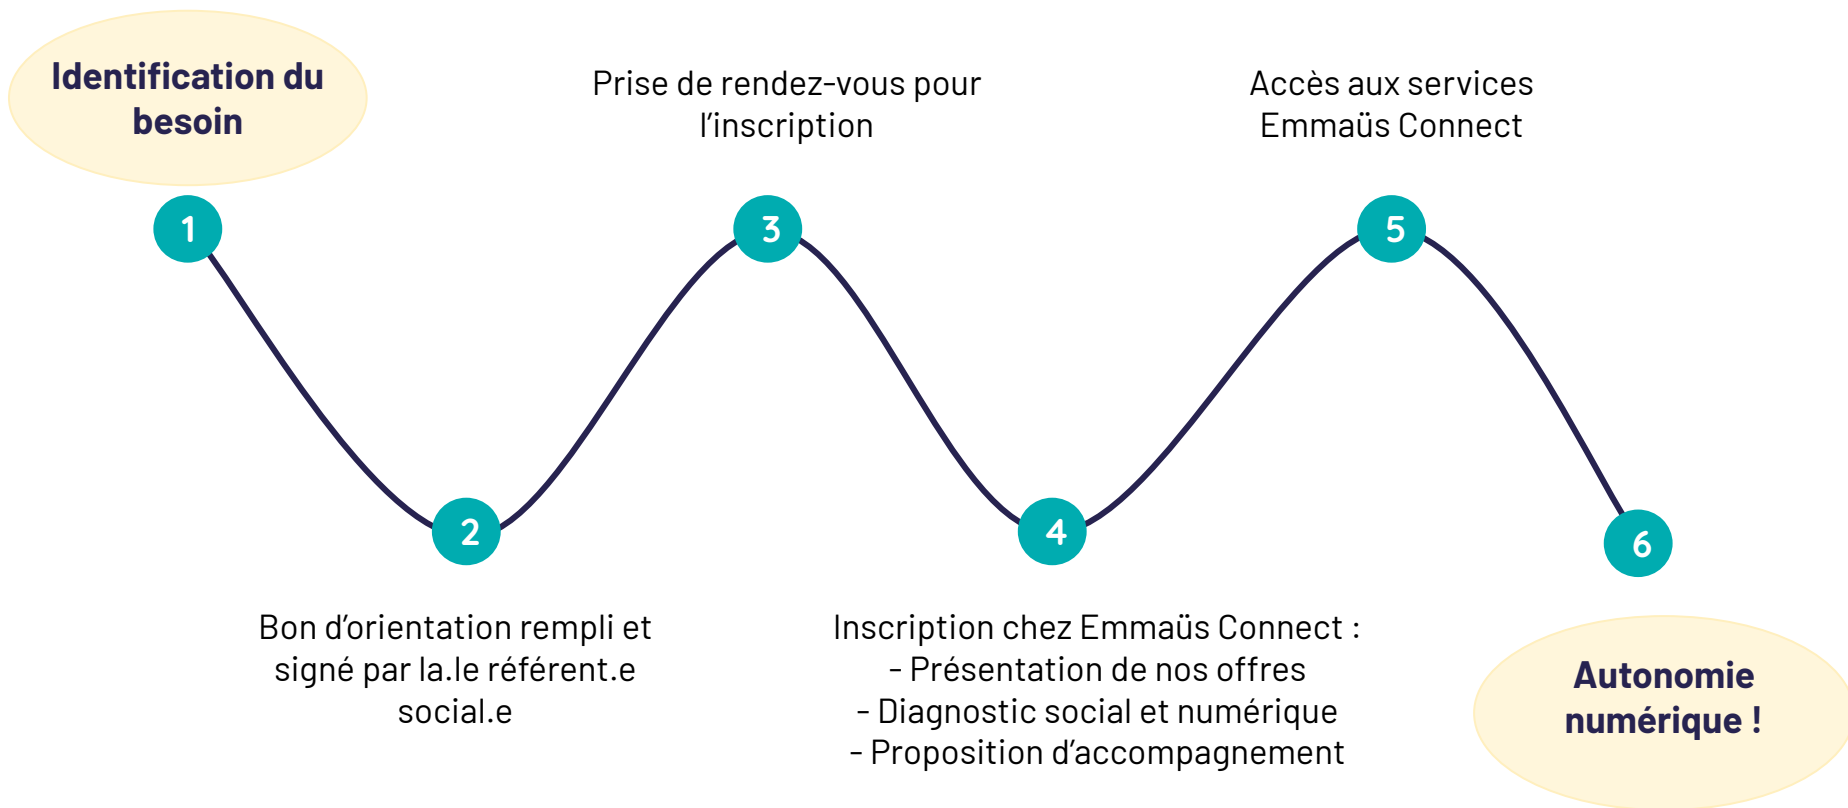 Identification du
besoin
1
Bon d’orientation rempli et
signé par la.le référent.e
social.e
2
Prise de rendez-vous pour
l’inscription
3
Inscription chez Emmaüs Connect :
- Présentation de nos offres
- Diagnostic social et numérique
- Proposition d’accompagnement
4
Accès aux services
Emmaüs Connect
5
6
Autonomie
numérique !